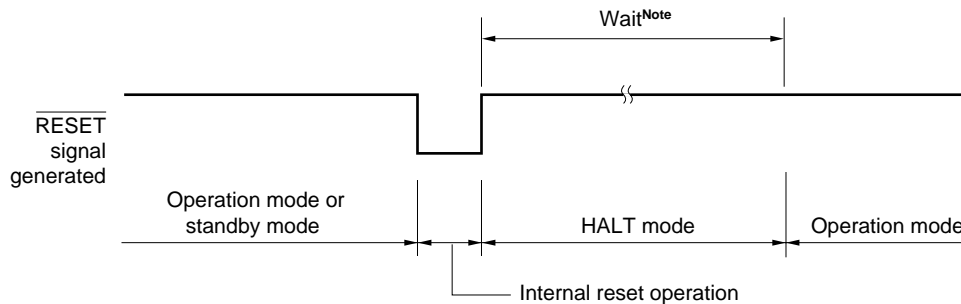 Wait Note
RESET
signal
generated
Operation mode or
standby mode
HALT mode
Operation mode
Internal reset operation